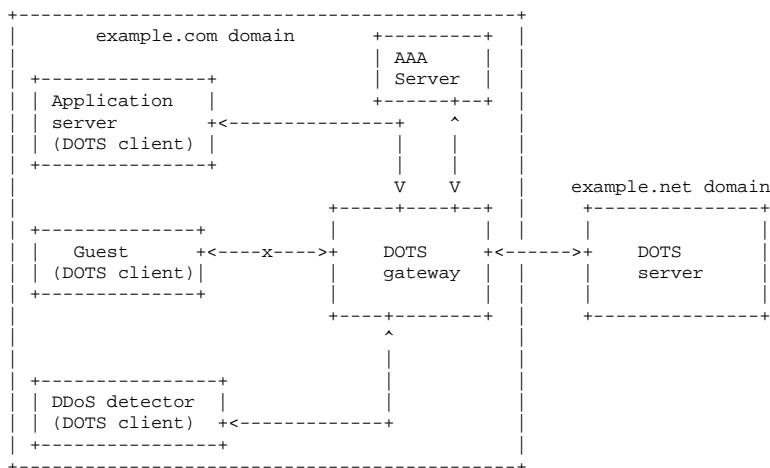 example.com domain
AAA
Server
Application
server
(DOTS client)
V V
example.net domain
Guest
(DOTS client)
x
DOTS
gateway
DOTS
server
DDoS detector
(DOTS client)